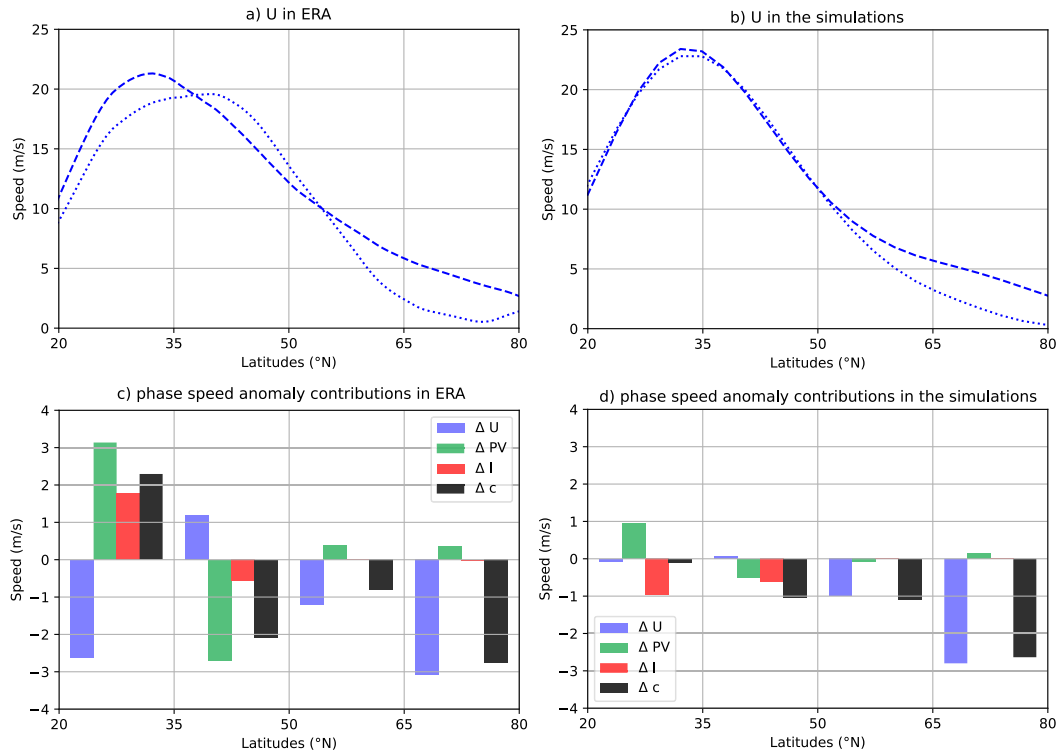 a) U in ERA
25
20
15
10
5
0
Speed (m/s)
20 35 50 65 80
Latitudes (°N)
b) U in the simulations
25
20
15
10
5
0
Speed (m/s)
20 35 50 65 80
Latitudes (°N)
c) phase speed anomaly contributions in ERA
4
3
2
1
0
−1
−2
−3
−4
Speed (m/s)
Δ U
Δ PV
Δ l
Δ c
20 35 50 65 80
Latitudes (°N)
d) phase speed anomaly contributions in the simulations
4
3
2
1
0
−1
−2
−3
−4
Speed (m/s)
Δ U
Δ PV
Δ l
Δ c
20 35 50 65 80
Latitudes (°N)